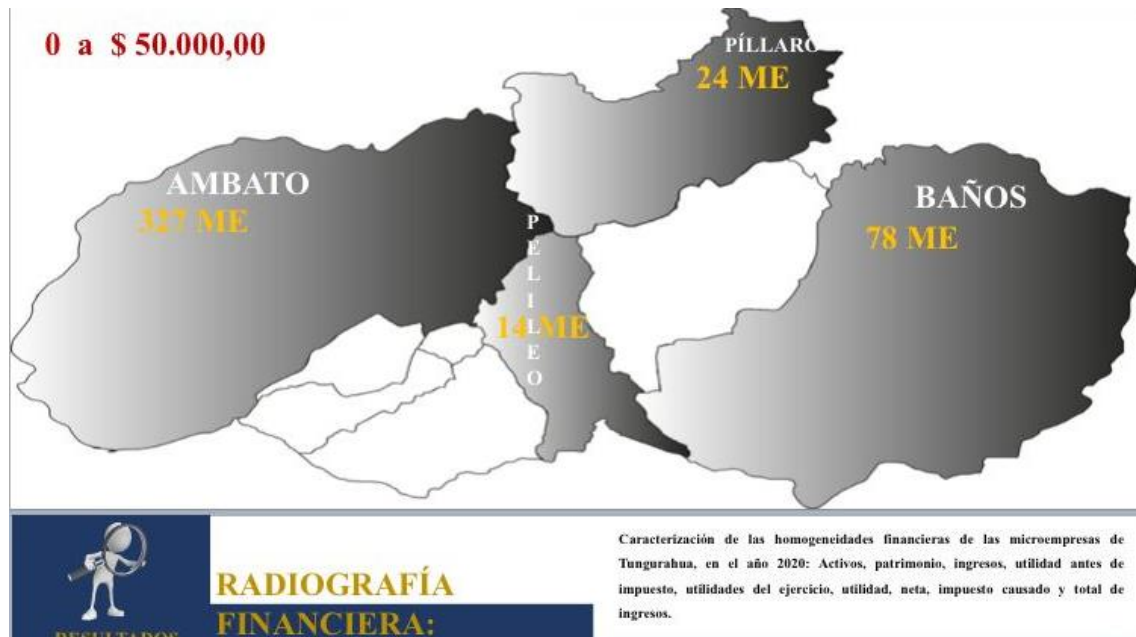 0 a $ 50.000,00
PÍLLARO
24 ME
AMBATO
327 ME
BAÑOS
78 ME
PELILEO
14 ME
Caracterización de las homogeneidades financieras de las microempresas de
Tungurahua, en el año 2020: Activos, patrimonio, ingresos, utilidad antes de
impuesto, utilidades del ejercicio, utilidad, neta, impuesto causado y total de
ingresos.
RADIOGRAFÍA
FINANCIERA:
RESULTADOS